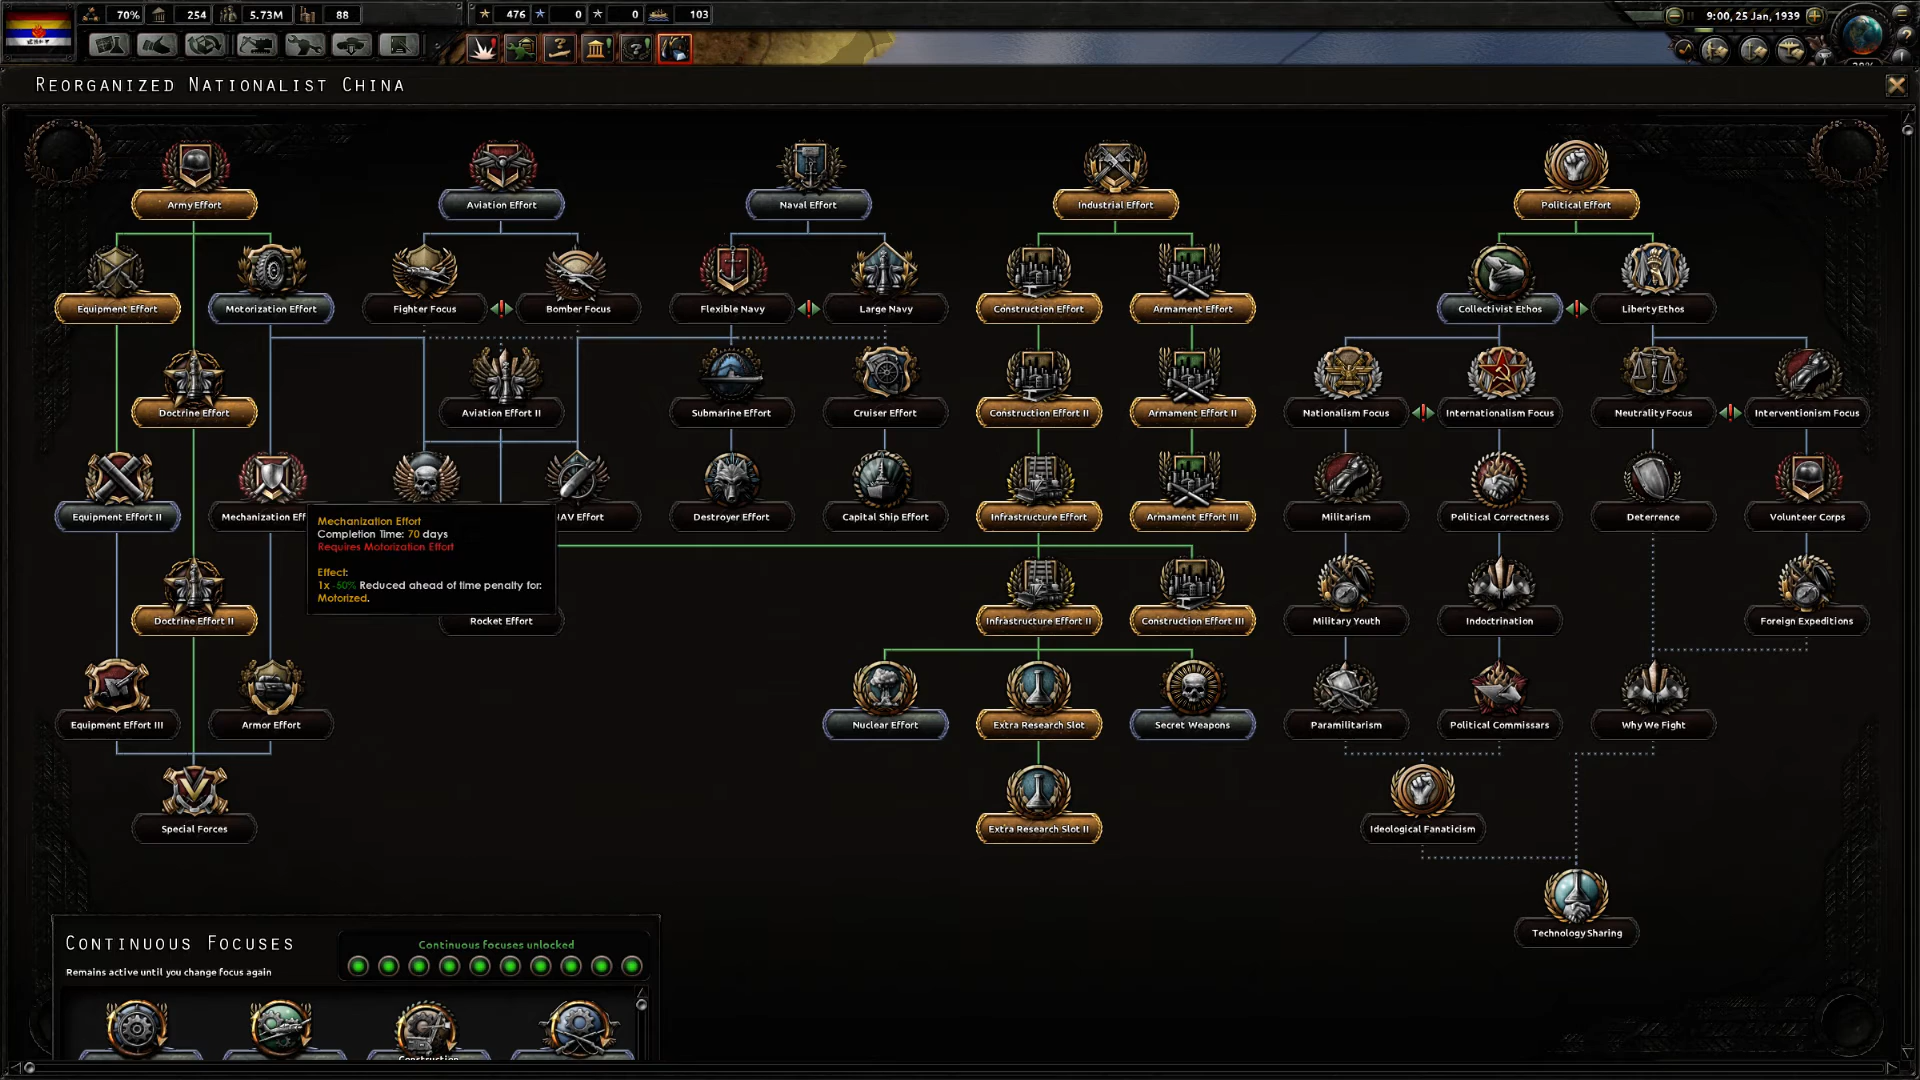 70%
254
5.73M
88
476
0
0
103
9:00, 25 Jan, 1939
Reorganized Nationalist China
Army Effort
Aviation Effort
Naval Effort
Industrial Effort
Political Effort
Equipment Effort
Motorization Effort
Fighter Focus
Bomber Focus
Flexible Navy
Large Navy
Construction Effort
Armament Effort
Collectivist Ethos
Liberty Ethos
Doctrine Effort
Aviation Effort II
Submarine Effort
Cruiser Effort
Construction Effort II
Armament Effort II
Nationalism Focus
Internationalism Focus
Neutrality Focus
Interventionism Focus
Equipment Effort II
Mechanization Eff
NAV Effort
Destroyer Effort
Capital Ship Effort
Infrastructure Effort
Armament Effort III
Militarism
Political Correctness
Deterrence
Volunteer Corps
Mechanization Effort
Completion Time: 70 days
Requires Motorization Effort
Effect:
1x -50% Reduced ahead of time penalty for:
Motorized.
Doctrine Effort II
Rocket Effort
Infrastructure Effort II
Construction Effort III
Military Youth
Indoctrination
Foreign Expeditions
Equipment Effort III
Armor Effort
Nuclear Effort
Extra Research Slot
Secret Weapons
Paramilitarism
Political Commissars
Why We Fight
Special Forces
Extra Research Slot II
Ideological Fanaticism
Technology Sharing
Continuous Focuses
Continuous focuses unlocked
Remains active until you change focus again
Construction